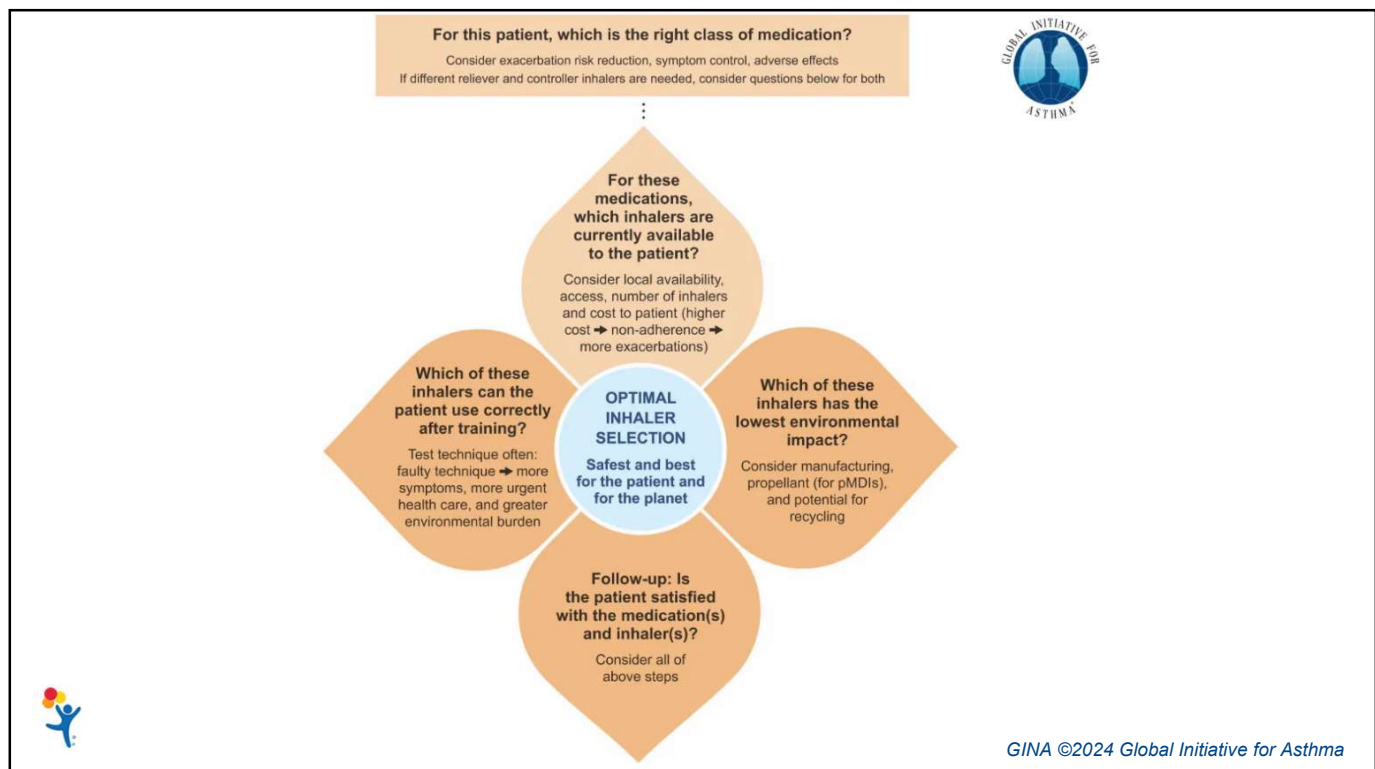 For this patient, which is the right class of medication?
Consider exacerbation risk reduction, symptom control, adverse effects
If different reliever and controller inhalers are needed, consider questions below for both
GLOBAL INITIATIVE FOR
ASTHMA
For these
medications,
which inhalers are
currently available
to the patient?
Consider local availability,
access, number of inhalers
and cost to patient (higher
cost ➔ non-adherence ➔
more exacerbations)
Which of these
inhalers can the
patient use correctly
after training?
Test technique often:
faulty technique ➔ more
symptoms, more urgent
health care, and greater
environmental burden
OPTIMAL
INHALER
SELECTION
Safest and best
for the patient and
for the planet
Which of these
inhalers has the
lowest environmental
impact?
Consider manufacturing,
propellant (for pMDIs),
and potential for
recycling
Follow-up: Is
the patient satisfied
with the medication(s)
and inhaler(s)?
Consider all of
above steps
GINA ©2024 Global Initiative for Asthma